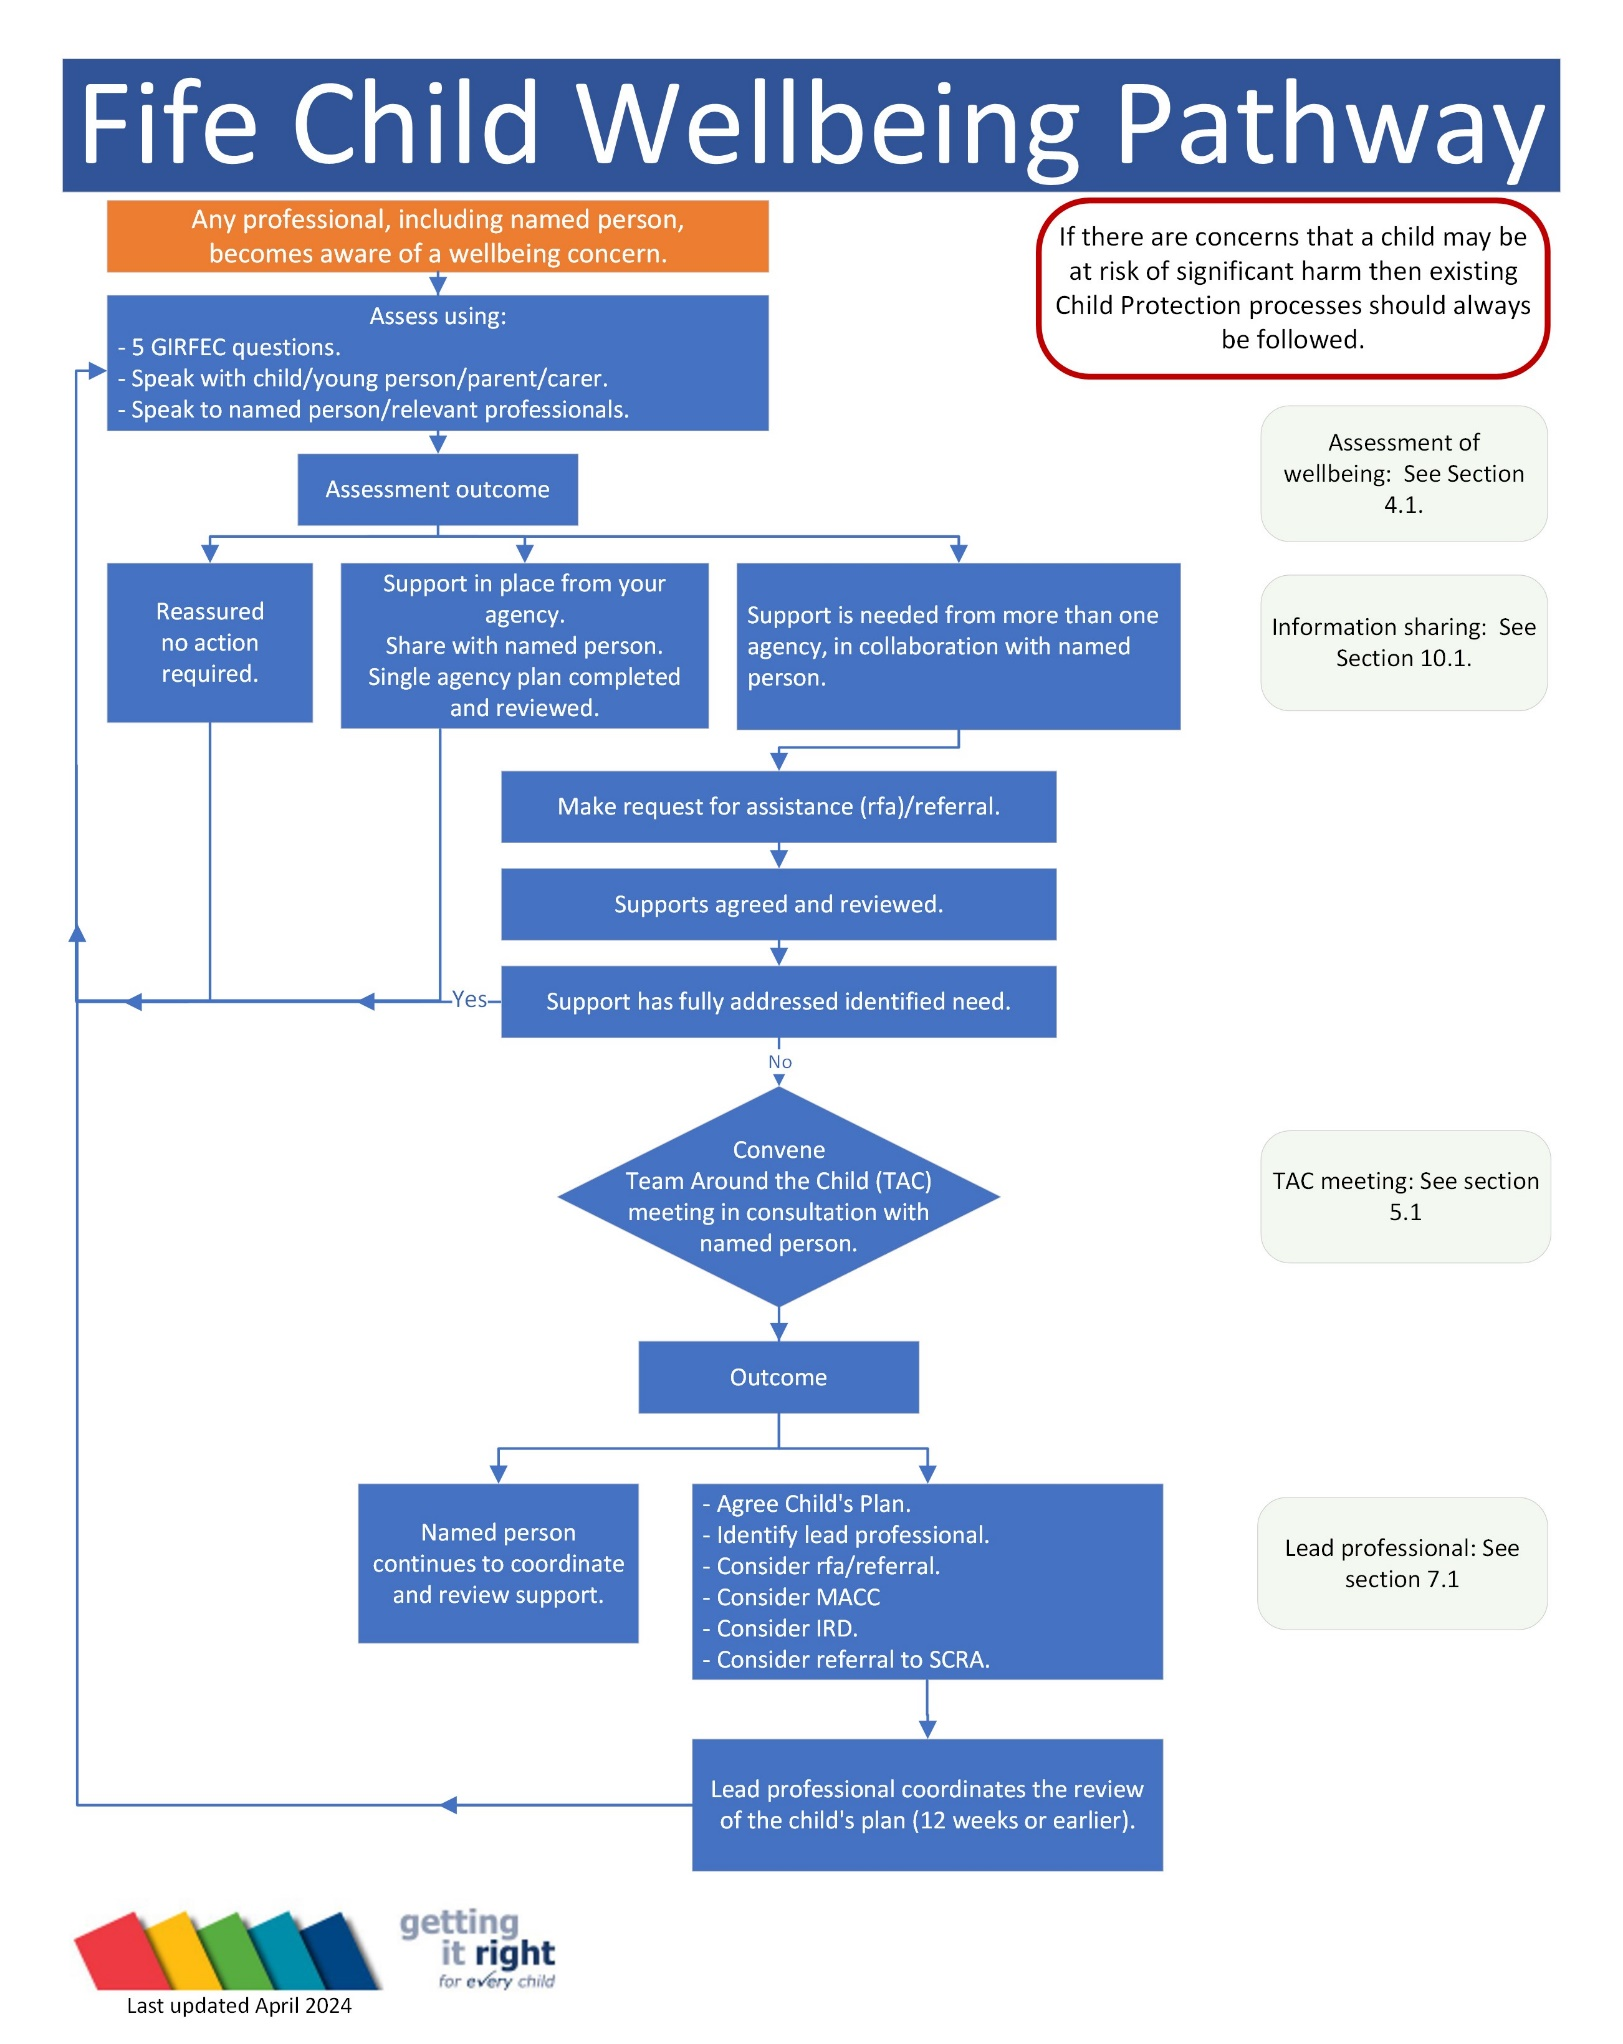 Fife Child Wellbeing Pathway
Any professional, including named person,
becomes aware of a wellbeing concern.
If there are concerns that a child may be
at risk of significant harm then existing
Child Protection processes should always
be followed.
Assess using:
- 5 GIRFEC questions.
- Speak with child/young person/parent/carer.
- Speak to named person/relevant professionals.
Assessment of
wellbeing:  See Section
4.1.
Assessment outcome
Reassured
no action
required.
Support in place from your
agency.
Share with named person.
Single agency plan completed
and reviewed.
Support is needed from more than one
agency, in collaboration with named
person.
Information sharing:  See
Section 10.1.
Make request for assistance (rfa)/referral.
Supports agreed and reviewed.
Support has fully addressed identified need.
Yes
No
Convene
Team Around the Child (TAC)
meeting in consultation with
named person.
TAC meeting: See section
5.1
Outcome
Named person
continues to coordinate
and review support.
- Agree Child's Plan.
- Identify lead professional.
- Consider rfa/referral.
- Consider MACC
- Consider IRD.
- Consider referral to SCRA.
Lead professional: See
section 7.1
Lead professional coordinates the review
of the child's plan (12 weeks or earlier).
getting
it right
for every child
Last updated April 2024